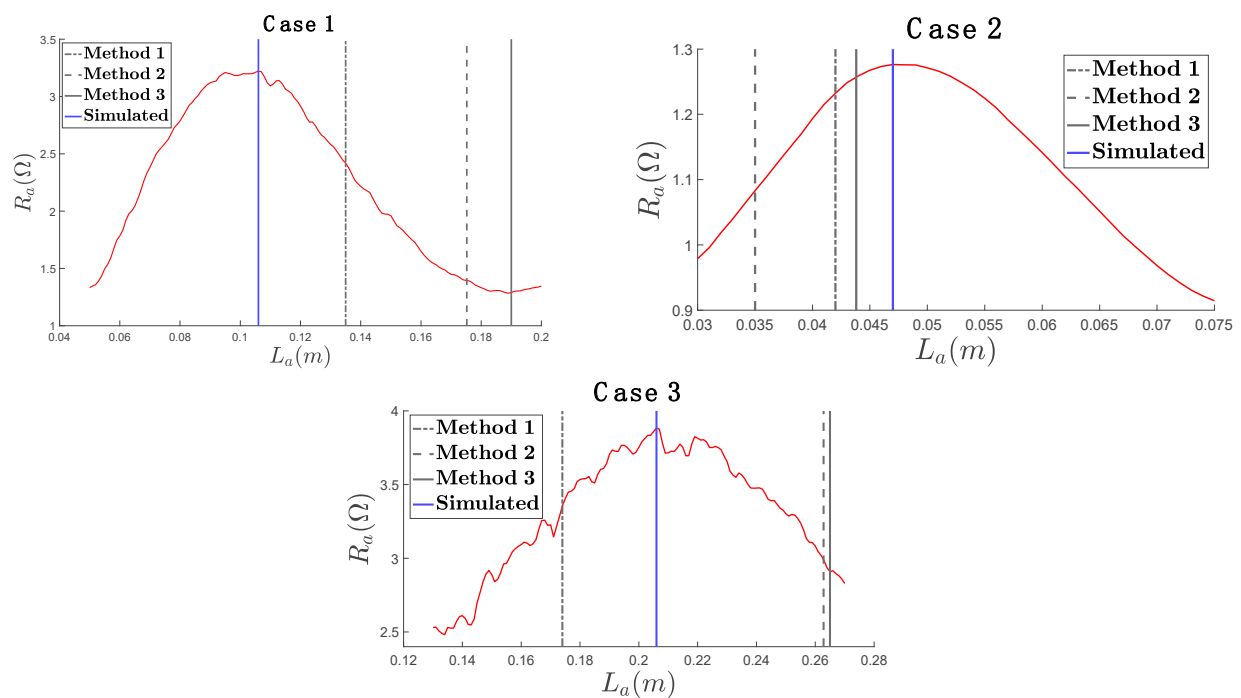 Case 1
3.5
3
2.5
2
1.5
1
R_a(Ω)
Method 1
Method 2
Method 3
Simulated
0.04 0.06 0.08 0.1 0.12 0.14 0.16 0.18 0.2
L_a(m)
Case 2
1.3
1.2
1.1
1
0.9
R_a(Ω)
Method 1
Method 2
Method 3
Simulated
0.03 0.035 0.04 0.045 0.05 0.055 0.06 0.065 0.07 0.075
L_a(m)
Case 3
4
3.5
3
2.5
R_a(Ω)
Method 1
Method 2
Method 3
Simulated
0.12 0.14 0.16 0.18 0.2 0.22 0.24 0.26 0.28
L_a(m)